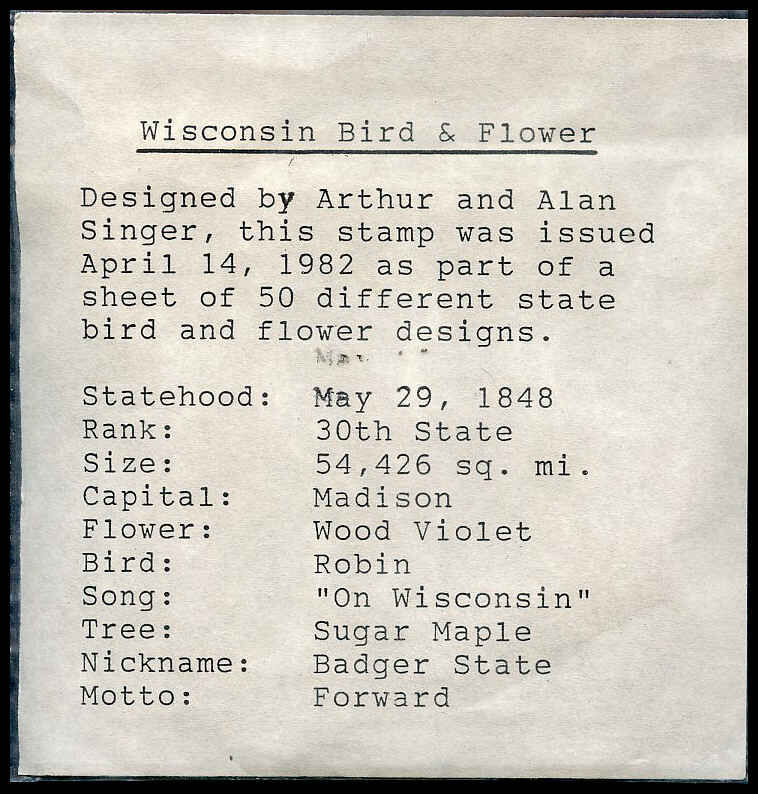 Wisconsin Bird & Flower
Designed by Arthur and Alan
Singer, this stamp was issued
April 14, 1982 as part of a
sheet of 50 different state
bird and flower designs.
Statehood: May 29, 1848
Rank: 30th State
Size: 54,426 sq. mi.
Capital: Madison
Flower: Wood Violet
Bird: Robin
Song: "On Wisconsin"
Tree: Sugar Maple
Nickname: Badger State
Motto: Forward